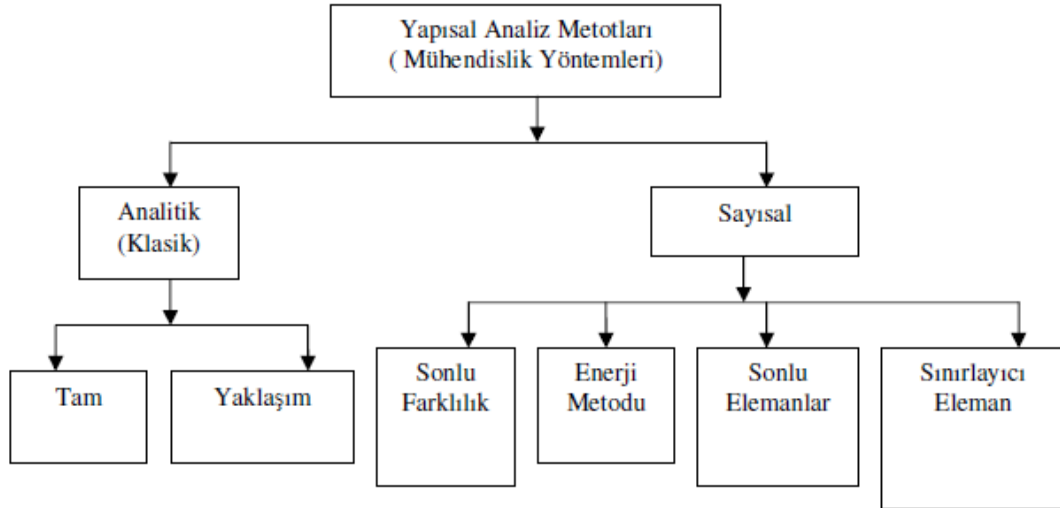 Yapısal Analiz Metotları
( Mühendislik Yöntemleri)
Analitik
(Klasik)
Sayısal
Tam
Yaklaşım
Sonlu
Farklılık
Enerji
Metodu
Sonlu
Elemanlar
Sınırlayıcı
Eleman